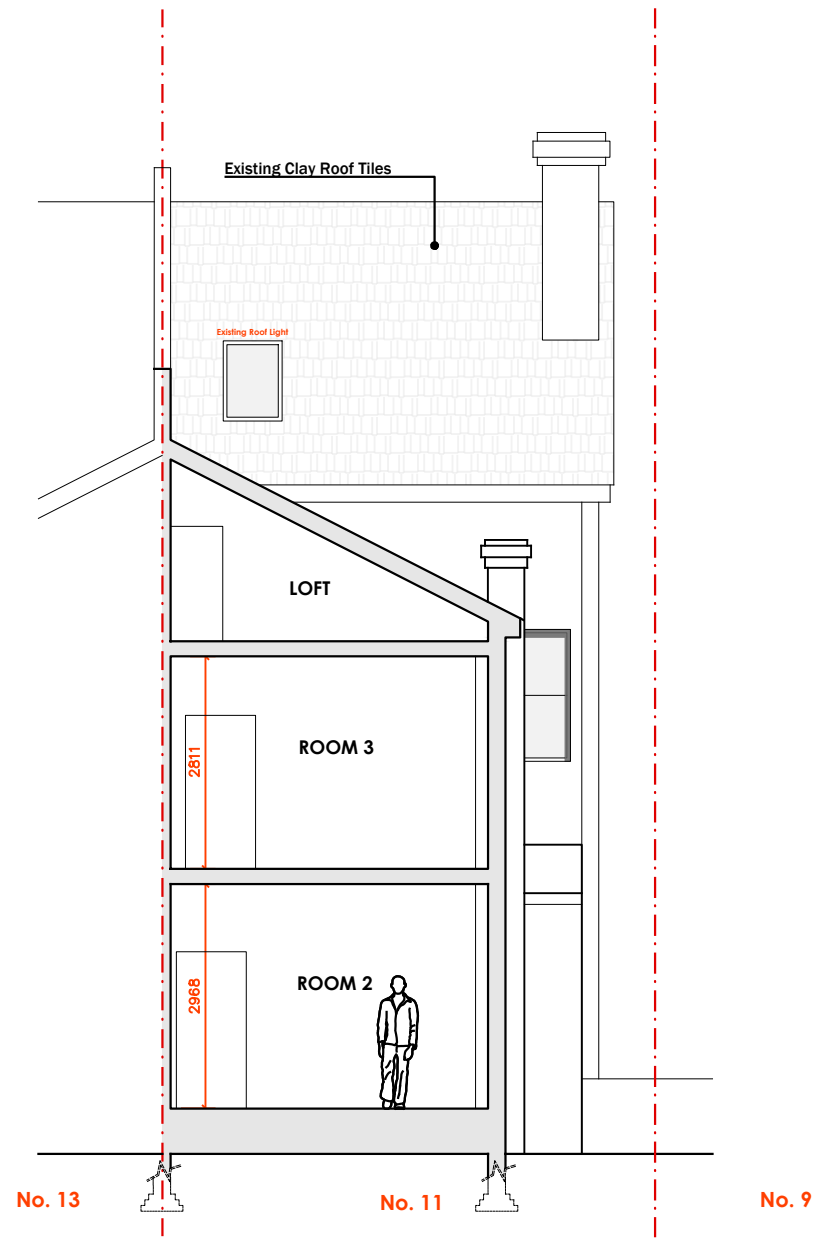 Existing Clay Roof Tiles
Existing Roof Light
LOFT
ROOM 3
2811
ROOM 2
2968
No. 13
No. 11
No. 9